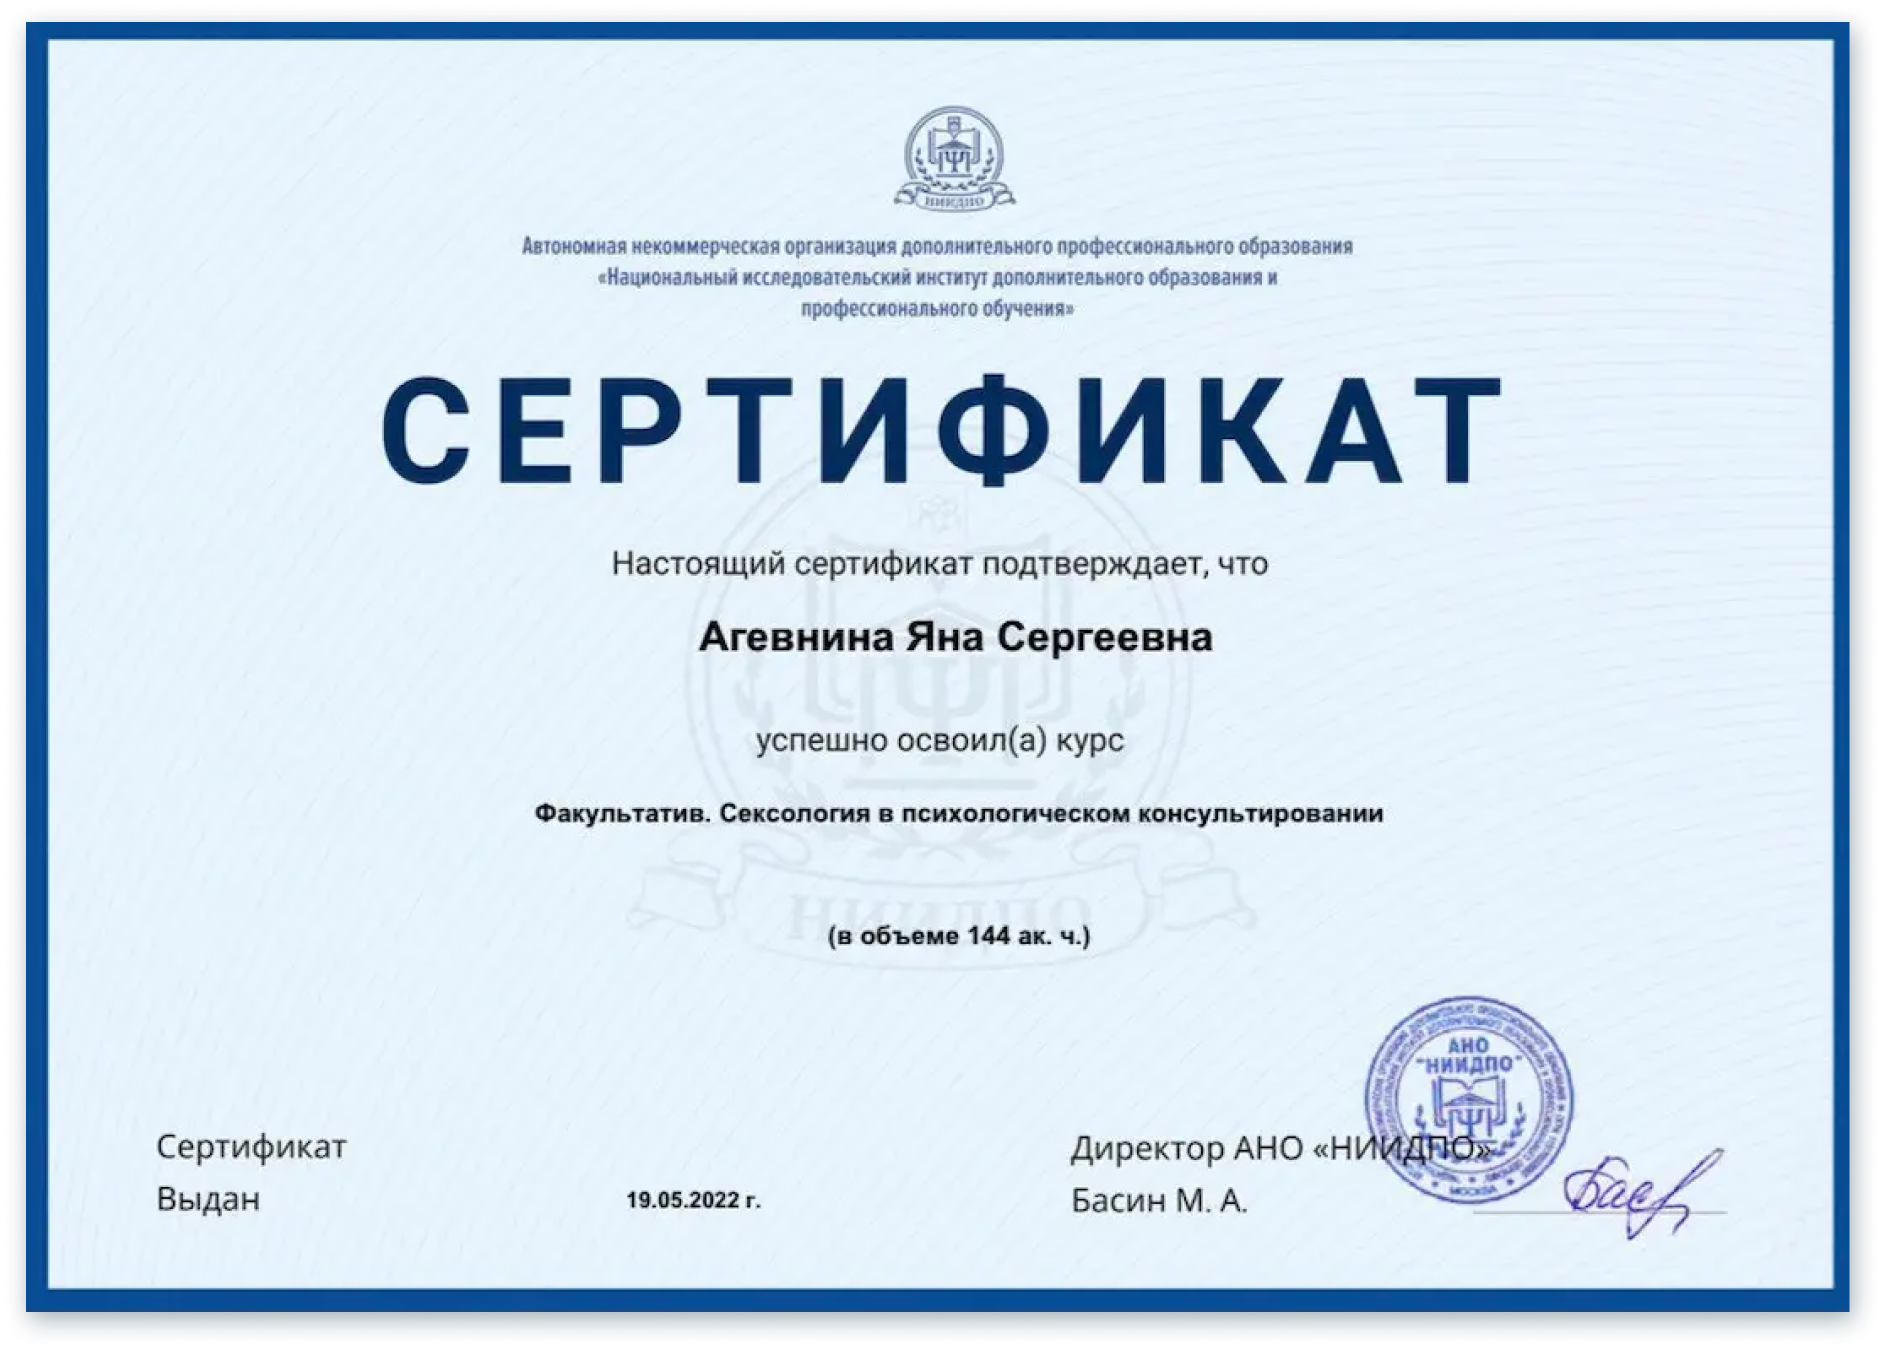 НИИДПО
Автономная некоммерческая организация дополнительного профессионального образования
«Национальный исследовательский институт дополнительного образования и
профессионального обучения»
СЕРТИФИКАТ
Настоящий сертификат подтверждает, что
Агевнина Яна Сергеевна
успешно освоил(а) курс
Факультатив. Сексология в психологическом консультировании
НИИДПО
(в объеме 144 ак. ч.)
АНО
"НИИДПО"
МОСКВА
Сертификат
Выдан
19.05.2022 г.
Директор АНО «НИИДПО»
Басин М. А.